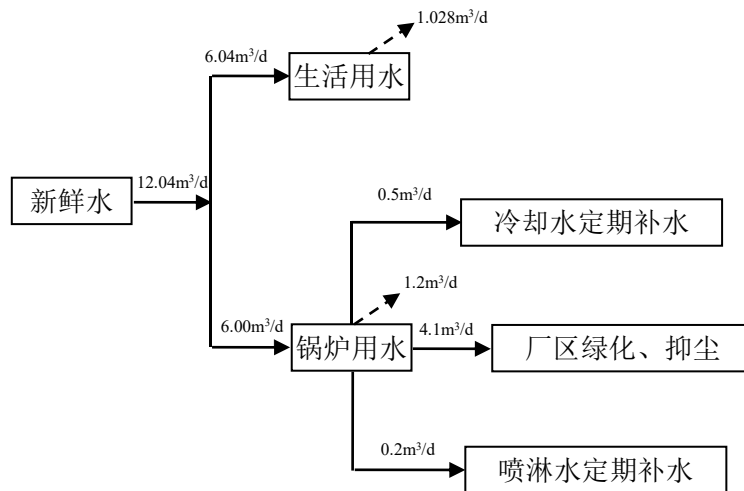 1.028m³/d
6.04m³/d
生活用水
新鲜水
12.04m³/d
0.5m³/d
冷却水定期补水
1.2m³/d
6.00m³/d
锅炉用水
4.1m³/d
厂区绿化、抑尘
0.2m³/d
喷淋水定期补水